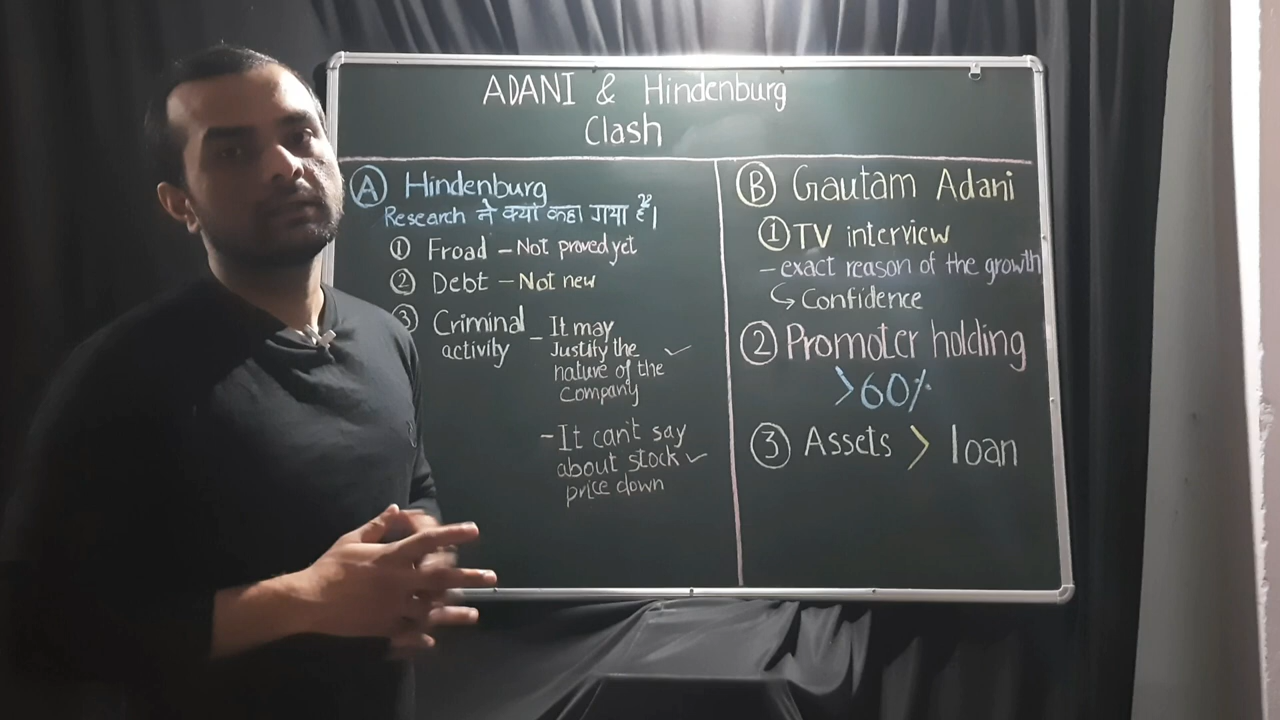 ADANI & Hindenburg
Clash
A Hindenburg
Research ने क्या कहा गया है।
1 Froad - Not proved yet
2 Debt - Not new
3 Criminal activity
- It may
Justify the
nature of the
Company
- It can't say
about stock
price down
B Gautam Adani
1 TV interview
- exact reason of the growth
↳ Confidence
2 Promoter holding
>60%
3 Assets > loan